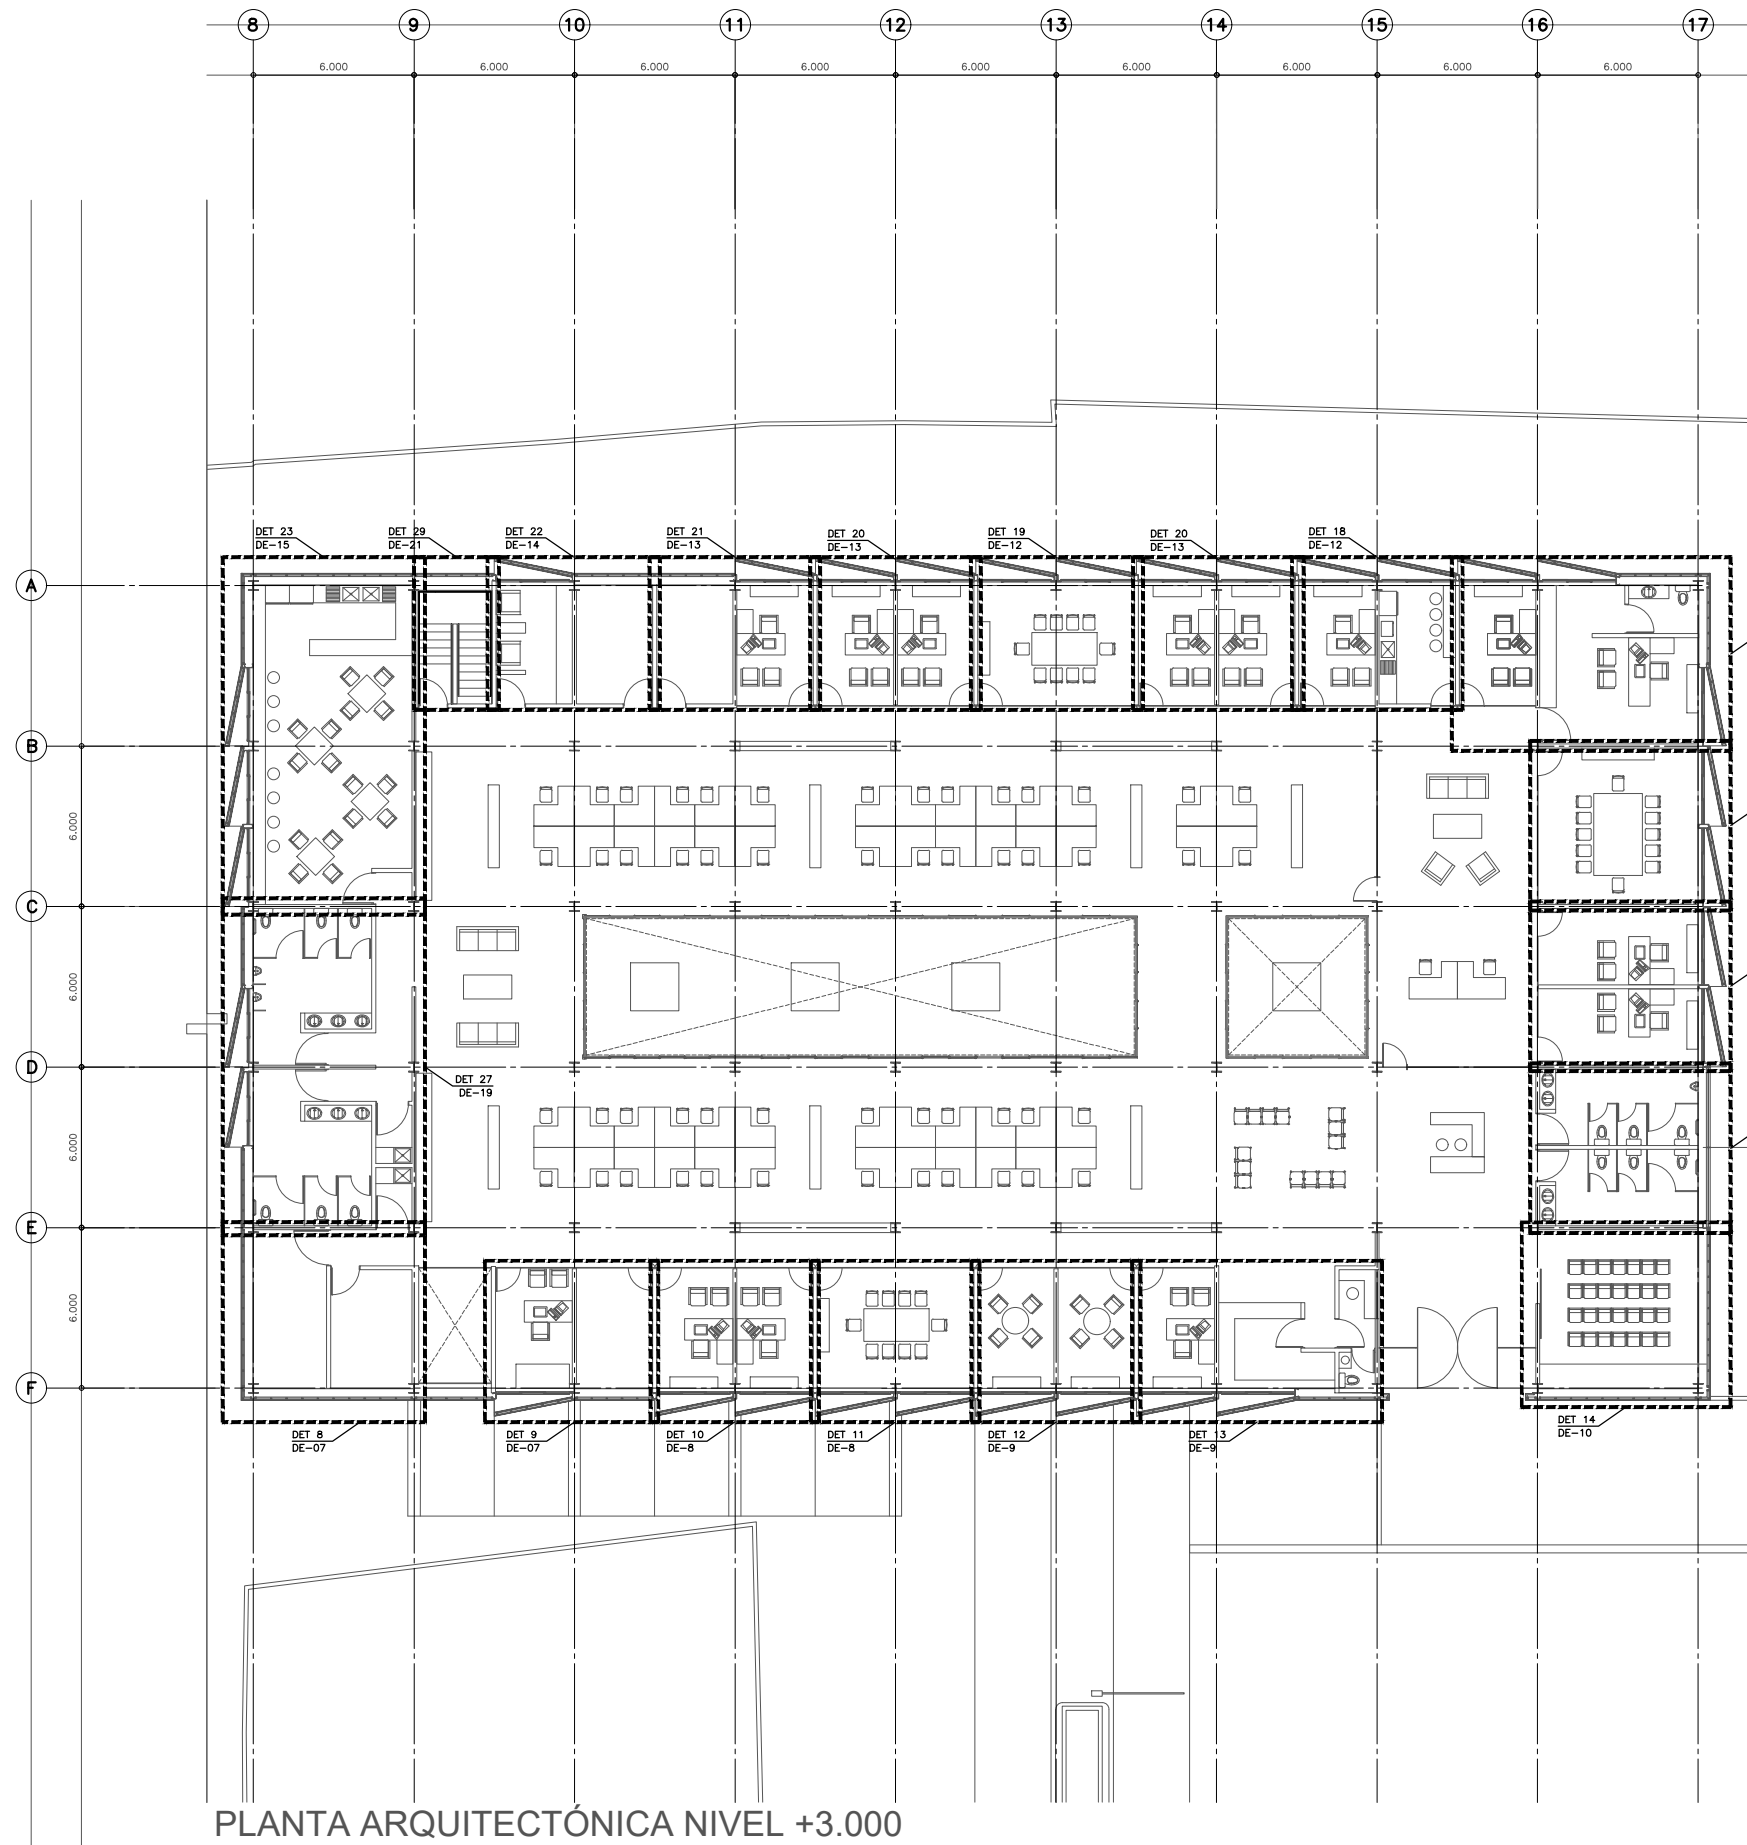 8 9 10 11 12 13 14 15 16 17
6.000 6.000 6.000 6.000 6.000 6.000 6.000 6.000 6.000
DET 23
DE-15
DET 29
DE-21
DET 22
DE-14
DET 21
DE-13
DET 20
DE-13
DET 19
DE-12
DET 20
DE-13
DET 18
DE-12
A
B
6.000
C
6.000
D
DET 27
DE-19
6.000
E
6.000
F
DET 8
DE-07
DET 9
DE-07
DET 10
DE-8
DET 11
DE-8
DET 12
DE-9
DET 13
DE-9
DET 14
DE-10
PLANTA ARQUITECTÓNICA NIVEL +3.000